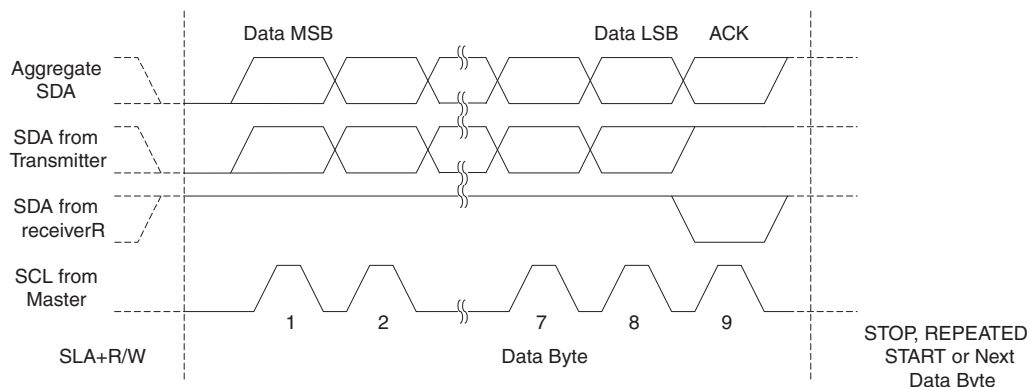 Data MSB
Data LSB
ACK
Aggregate
SDA
SDA from
Transmitter
SDA from
receiverR
SCL from
Master
1
2
7
8
9
SLA+R/W
Data Byte
STOP, REPEATED
START or Next
Data Byte